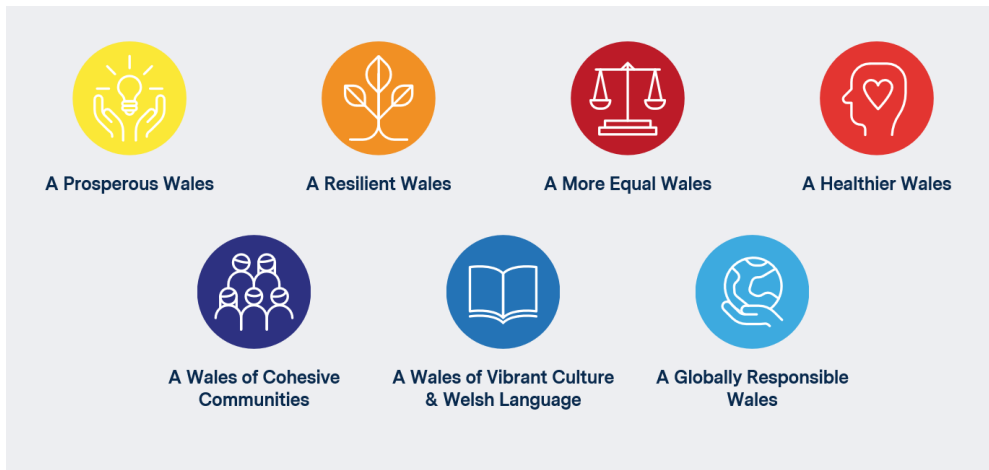 A Prosperous Wales
A Resilient Wales
A More Equal Wales
A Healthier Wales
A Wales of Cohesive
Communities
A Wales of Vibrant Culture
& Welsh Language
A Globally Responsible
Wales